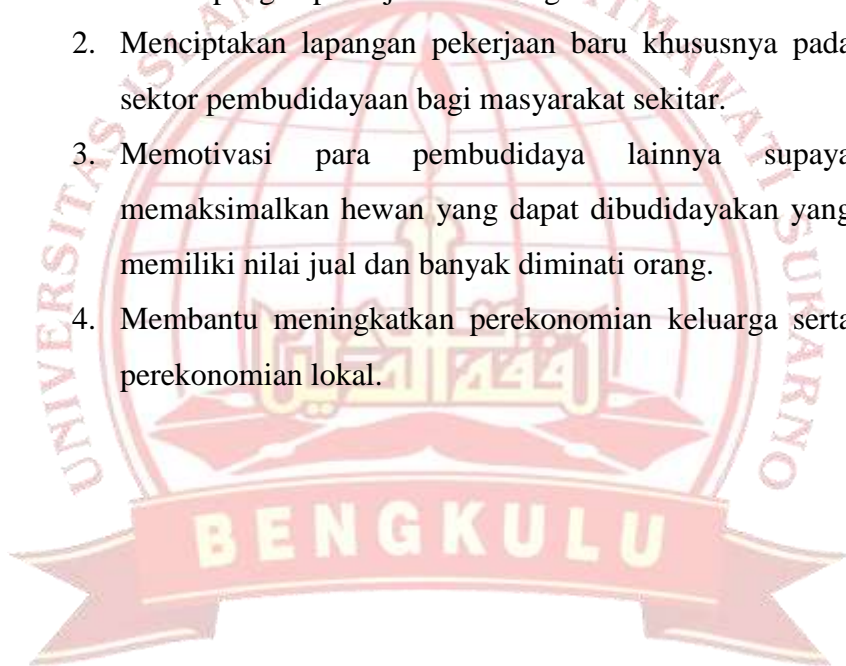 2. Menciptakan lapangan pekerjaan baru khususnya pada
sektor pembudidayaan bagi masyarakat sekitar.
3. Memotivasi para pembudidaya lainnya supaya
memaksimalkan hewan yang dapat dibudidayakan yang
memiliki nilai jual dan banyak diminati orang.
4. Membantu meningkatkan perekonomian keluarga serta
perekonomian lokal.
UNIVERSITAS
SUKARNO
BENGKULU